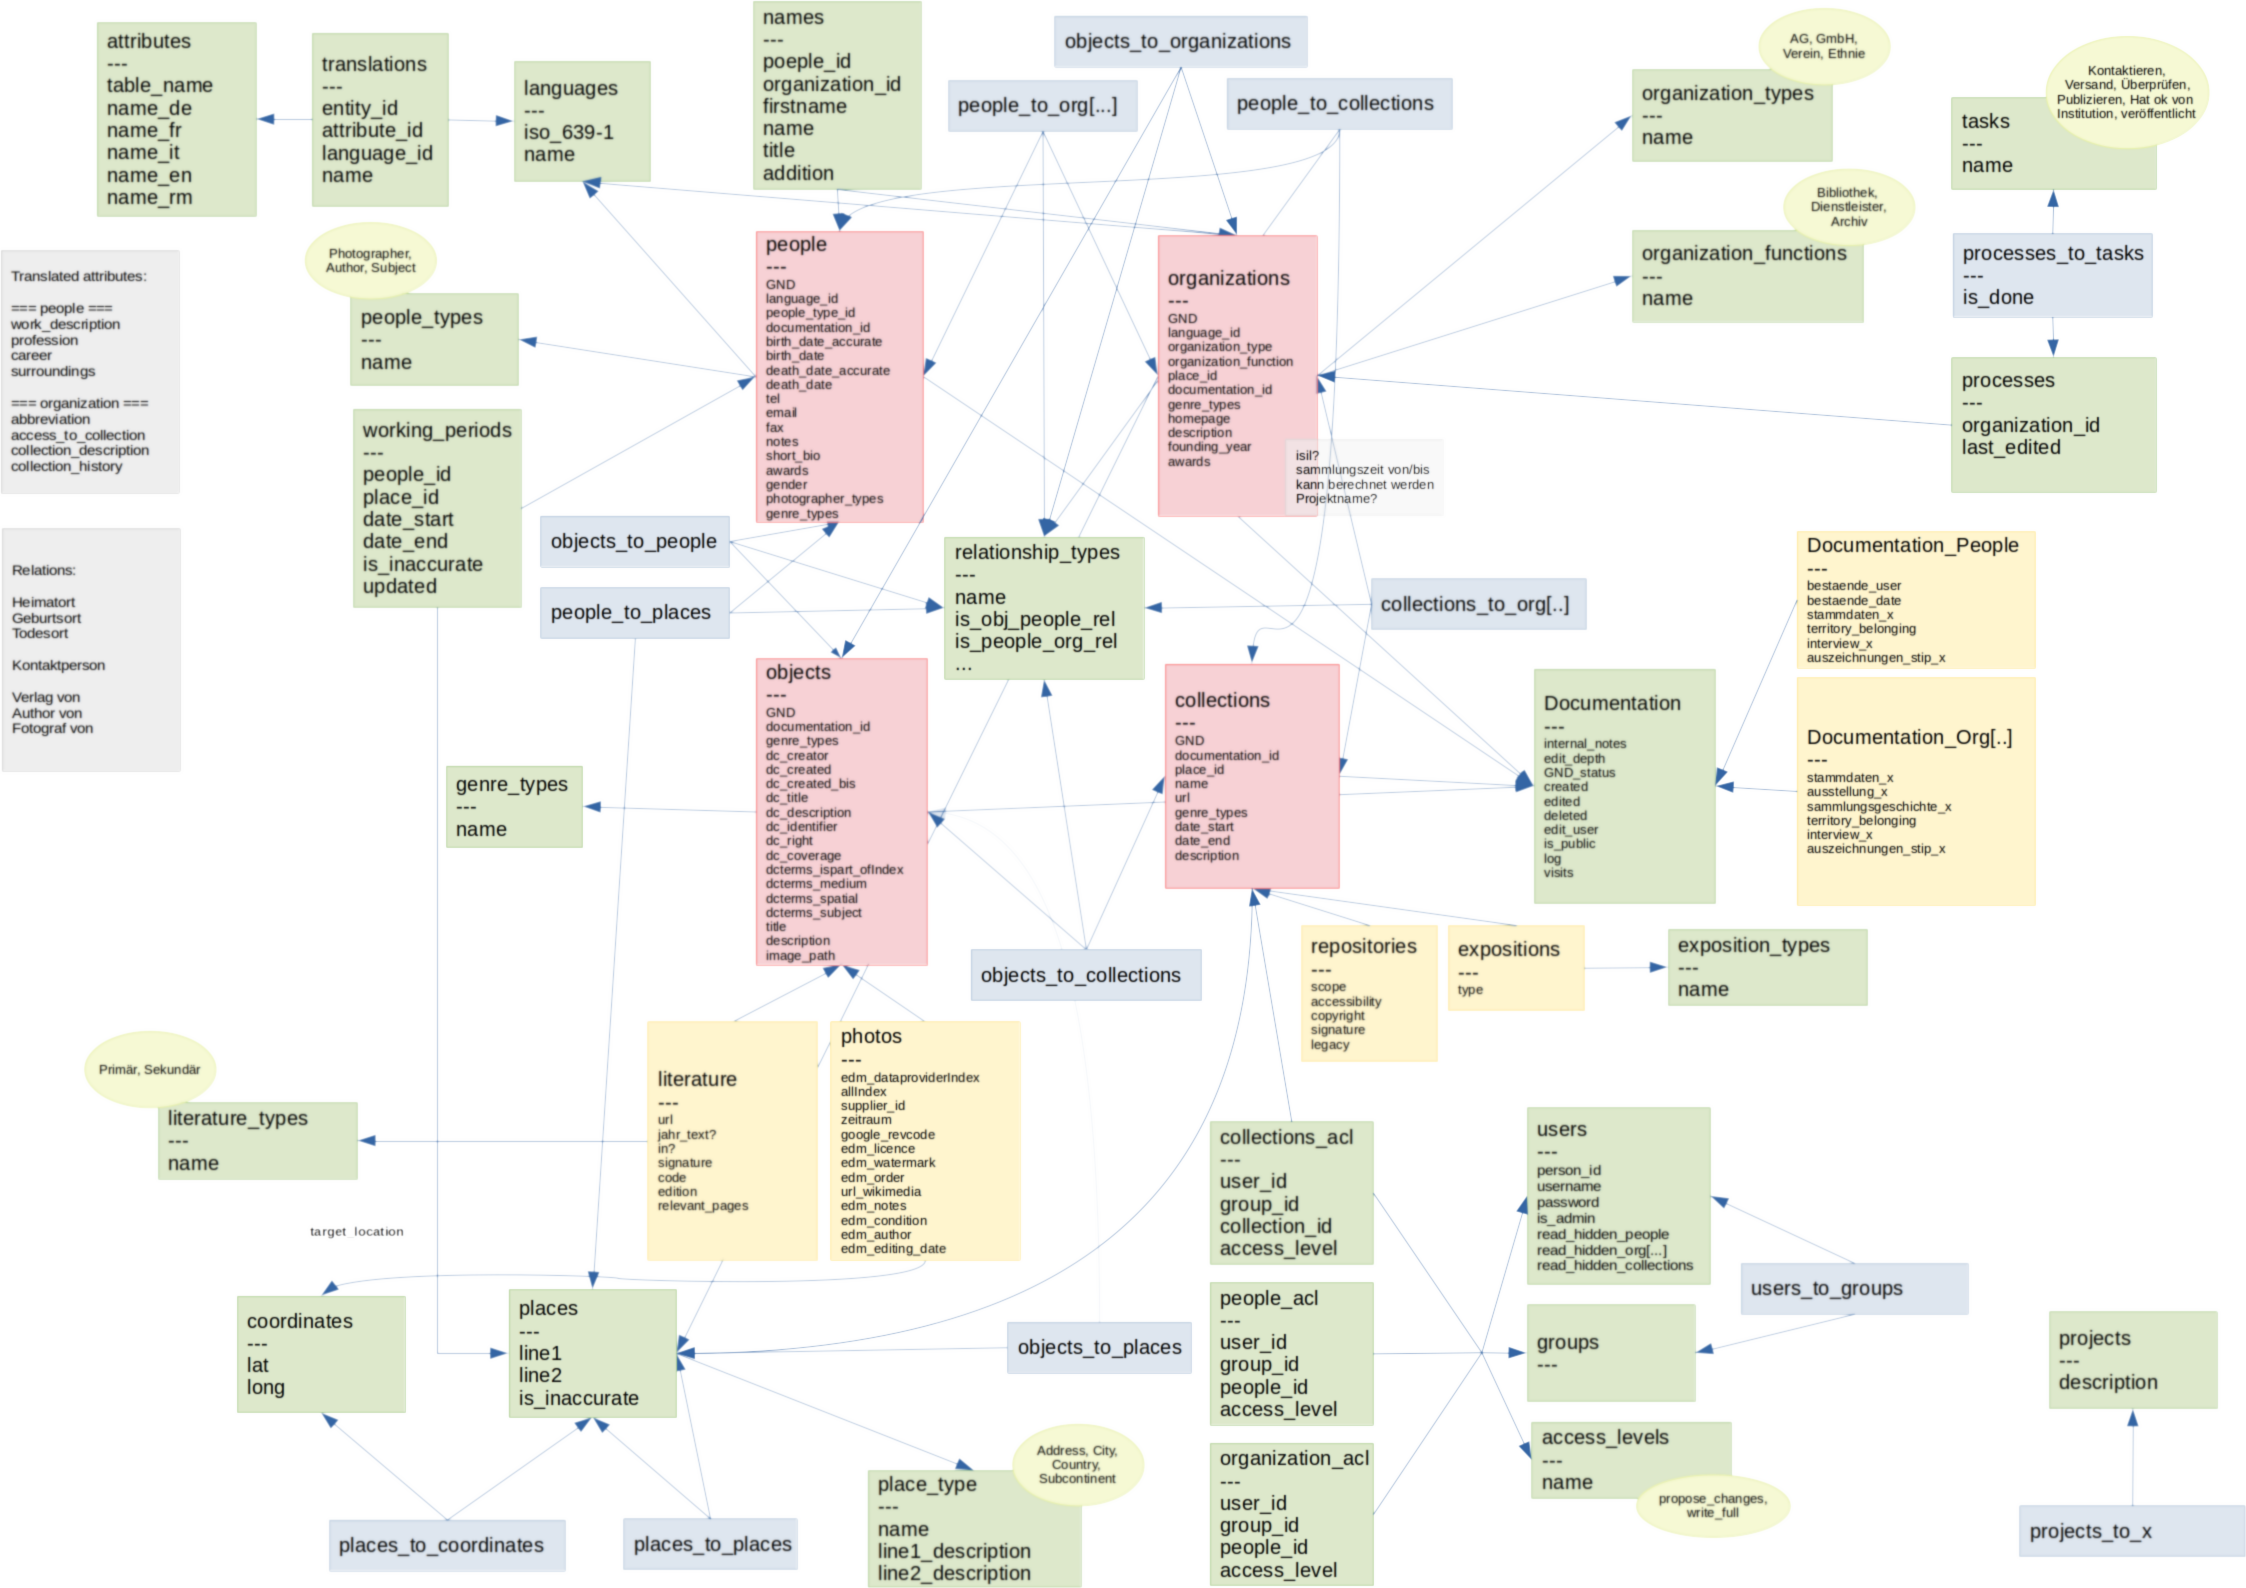 attributes
---
table_name
name_de
name_fr
name_it
name_en
name_rm
translations
---
entity_id
attribute_id
language_id
name
languages
---
iso_639-1
name
names
---
poeple_id
organization_id
firstname
name
title
addition
objects_to_organizations
people_to_org[...]
people_to_collections
AG, GmbH,
Verein, Ethnie
organization_types
---
name
Kontaktieren,
Versand, Überprüfen,
Publizieren, Hat ok von
Institution, veröffentlicht
tasks
---
name
Bibliothek,
Dienstleister,
Archiv
organization_functions
---
name
processes_to_tasks
---
is_done
processes
---
organization_id
last_edited
Translated attributes:
=== people ===
work_description
profession
career
surroundings
=== organization ===
abbreviation
access_to_collection
collection_description
collection_history
Photographer,
Author, Subject
people_types
---
name
people
---
GND
language_id
people_type_id
documentation_id
birth_date_accurate
birth_date
death_date_accurate
death_date
tel
email
fax
notes
short_bio
awards
gender
photographer_types
genre_types
organizations
---
GND
language_id
organization_type
organization_function
place_id
documentation_id
genre_types
homepage
description
founding_year
awards
isil?
sammlungszeit von/bis
kann berechnet werden
Projektname?
working_periods
---
people_id
place_id
date_start
date_end
is_inaccurate
updated
Relations:
Heimatort
Geburtsort
Todesort
Kontaktperson
Verlag von
Author von
Fotograf von
objects_to_people
people_to_places
relationship_types
---
name
is_obj_people_rel
is_people_org_rel
...
collections_to_org[..]
Documentation_People
---
bestaende_user
bestaende_date
stammdaten_x
territory_belonging
interview_x
auszeichnungen_stip_x
objects
---
GND
documentation_id
genre_types
dc_creator
dc_created
dc_created_bis
dc_title
dc_description
dc_identifier
dc_right
dc_coverage
dcterms_ispart_ofIndex
dcterms_medium
dcterms_spatial
dcterms_subject
title
description
image_path
collections
---
GND
documentation_id
place_id
name
url
genre_types
date_start
date_end
description
Documentation
---
internal_notes
edit_depth
GND_status
created
edited
deleted
edit_user
is_public
log
visits
Documentation_Org[..]
---
stammdaten_x
ausstellung_x
sammlungsgeschichte_x
territory_belonging
interview_x
auszeichnungen_stip_x
genre_types
---
name
objects_to_collections
repositories
---
scope
accessibility
copyright
signature
legacy
expositions
---
type
exposition_types
---
name
Primär, Sekundär
literature_types
---
name
literature
---
url
jahr_text?
in?
signature
code
edition
relevant_pages
photos
---
edm_dataproviderIndex
allIndex
supplier_id
zeitraum
google_revcode
edm_licence
edm_watermark
edm_order
url_wikimedia
edm_notes
edm_condition
edm_author
edm_editing_date
target location
coordinates
---
lat
long
places
---
line1
line2
is_inaccurate
objects_to_places
collections_acl
---
user_id
group_id
collection_id
access_level
people_acl
---
user_id
group_id
people_id
access_level
organization_acl
---
user_id
group_id
people_id
access_level
users
---
person_id
username
password
is_admin
read_hidden_people
read_hidden_org[...]
read_hidden_collections
users_to_groups
groups
---
access_levels
---
name
propose_changes,
write_full
projects
---
description
projects_to_x
places_to_coordinates
places_to_places
Address, City,
Country,
Subcontinent
place_type
---
name
line1_description
line2_description